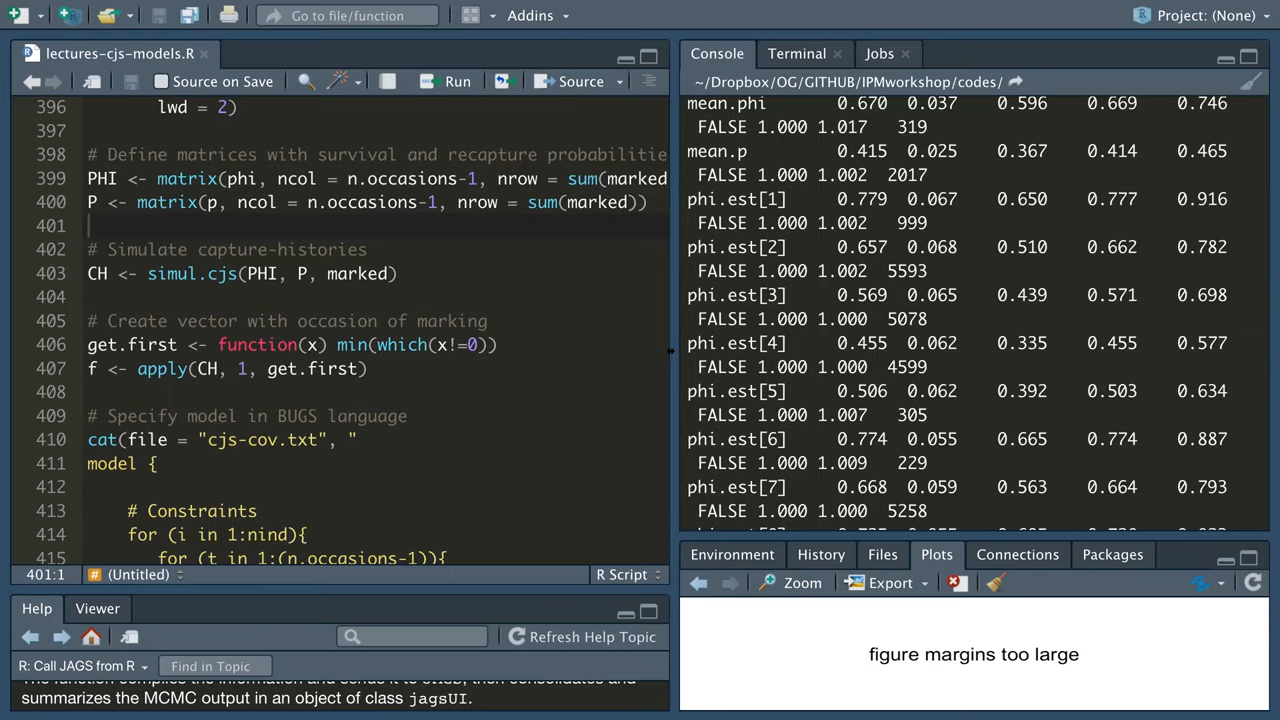 Go to file/function
Addins
Project: (None)
lectures-cjs-models.R
Source on Save
Run
Source
396 lwd = 2)
397
398 # Define matrices with survival and recapture probabilitie
399 PHI <- matrix(phi, ncol = n.occasions-1, nrow = sum(marked
400 P <- matrix(p, ncol = n.occasions-1, nrow = sum(marked))
401
402 # Simulate capture-histories
403 CH <- simul.cjs(PHI, P, marked)
404
405 # Create vector with occasion of marking
406 get.first <- function(x) min(which(x!=0))
407 f <- apply(CH, 1, get.first)
408
409 # Specify model in BUGS language
410 cat(file = "cjs-cov.txt", "
411 model {
412
413 # Constraints
414 for (i in 1:nind){
415 for (t in 1:(n.occasions-1)){
401:1 # (Untitled) R Script
Help Viewer
Refresh Help Topic
R: Call JAGS from R Find in Topic
summarizes the MCMC output in an object of class jagsUI.
Console Terminal Jobs
~/Dropbox/OG/GITHUB/IPMworkshop/codes/
mean.phi 0.670 0.037 0.596 0.669 0.746
FALSE 1.000 1.017 319
mean.p 0.415 0.025 0.367 0.414 0.465
FALSE 1.000 1.002 2017
phi.est[1] 0.779 0.067 0.650 0.777 0.916
FALSE 1.000 1.002 999
phi.est[2] 0.657 0.068 0.510 0.662 0.782
FALSE 1.000 1.002 5593
phi.est[3] 0.569 0.065 0.439 0.571 0.698
FALSE 1.000 1.000 5078
phi.est[4] 0.455 0.062 0.335 0.455 0.577
FALSE 1.000 1.000 4599
phi.est[5] 0.506 0.062 0.392 0.503 0.634
FALSE 1.000 1.007 305
phi.est[6] 0.774 0.055 0.665 0.774 0.887
FALSE 1.000 1.009 229
phi.est[7] 0.668 0.059 0.563 0.664 0.793
FALSE 1.000 1.000 5258
Environment History Files Plots Connections Packages
Zoom Export
figure margins too large